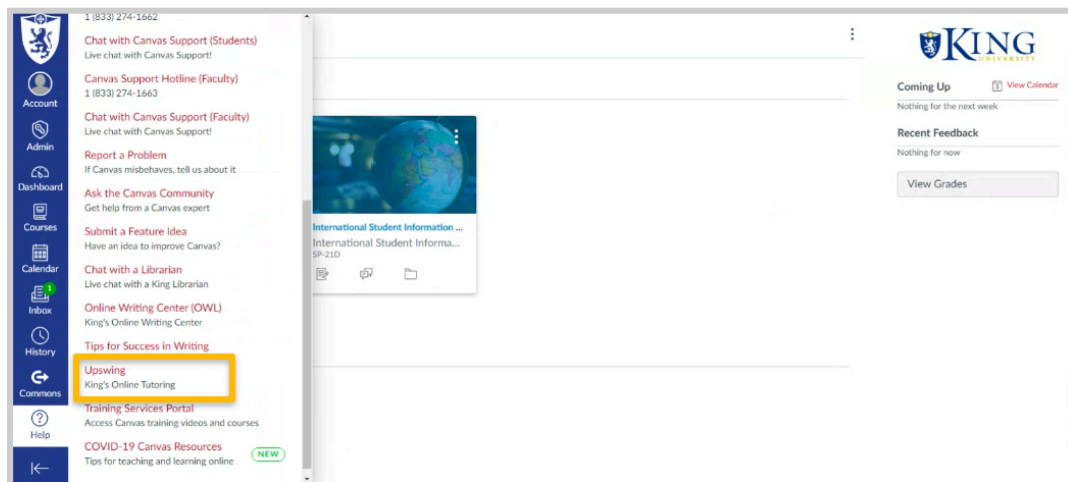 Account
Admin
Dashboard
Courses
Calendar
1
Inbox
History
Commons
Help
1 (833) 274-1662
Chat with Canvas Support (Students)
Live chat with Canvas Support!
Canvas Support Hotline (Faculty)
1 (833) 274-1663
Chat with Canvas Support (Faculty)
Live chat with Canvas Support!
Report a Problem
If Canvas misbehaves, tell us about it
Ask the Canvas Community
Get help from a Canvas expert
Submit a Feature Idea
Have an idea to improve Canvas?
Chat with a Librarian
Live chat with a King Librarian
Online Writing Center (OWL)
King's Online Writing Center
Tips for Success in Writing
Upswing
King's Online Tutoring
Training Services Portal
Access Canvas training videos and courses
COVID-19 Canvas Resources
Tips for teaching and learning online
NEW
International Student Information ...
International Student Informa...
SP-21D
KING
UNIVERSITY
Coming Up
View Calendar
Nothing for the next week
Recent Feedback
Nothing for now
View Grades